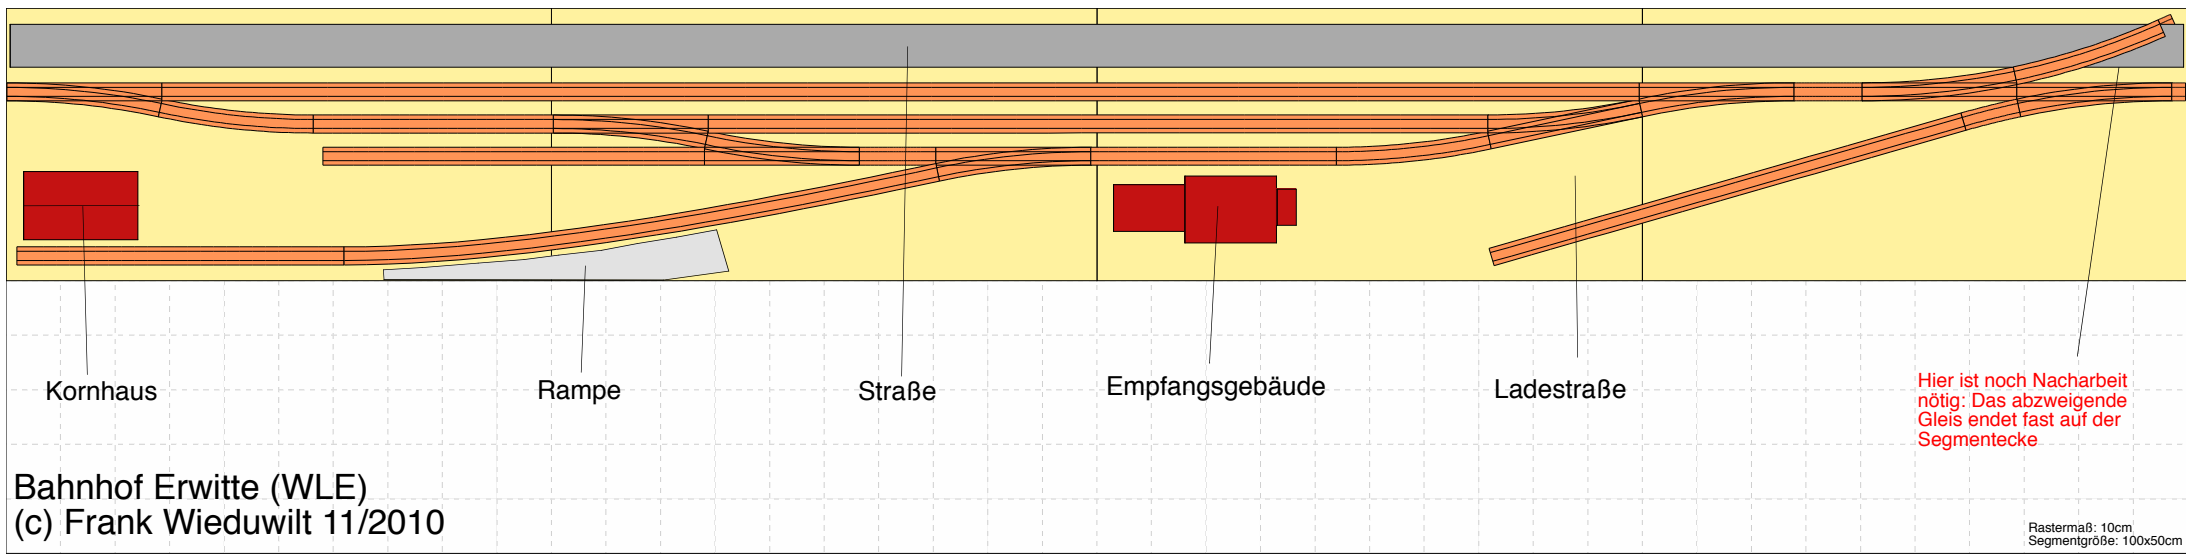 Kornhaus
Rampe
Straße
Empfangsgebäude
Ladestraße
Hier ist noch Nacharbeit
nötig: Das abzweigende
Gleis endet fast auf der
Segmentecke
Bahnhof Erwitte (WLE)
(c) Frank Wieduwilt 11/2010
Rastermaß: 10cm
Segmentgröße: 100x50cm